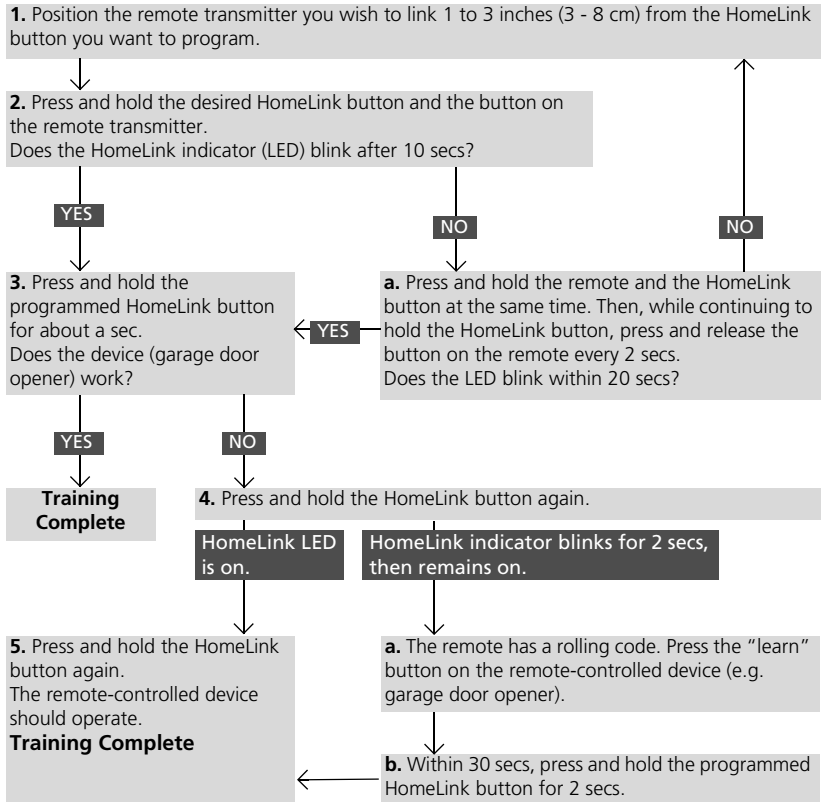 1. Position the remote transmitter you wish to link 1 to 3 inches (3 - 8 cm) from the HomeLink
button you want to program.
2. Press and hold the desired HomeLink button and the button on
the remote transmitter.
Does the HomeLink indicator (LED) blink after 10 secs?
YES
NO
NO
3. Press and hold the
programmed HomeLink button
for about a sec.
Does the device (garage door
opener) work?
YES
a. Press and hold the remote and the HomeLink
button at the same time. Then, while continuing to
hold the HomeLink button, press and release the
button on the remote every 2 secs.
Does the LED blink within 20 secs?
YES
NO
Training
Complete
4. Press and hold the HomeLink button again.
HomeLink LED
is on.
HomeLink indicator blinks for 2 secs,
then remains on.
5. Press and hold the HomeLink
button again.
The remote-controlled device
should operate.
Training Complete
a. The remote has a rolling code. Press the “learn”
button on the remote-controlled device (e.g.
garage door opener).
b. Within 30 secs, press and hold the programmed
HomeLink button for 2 secs.